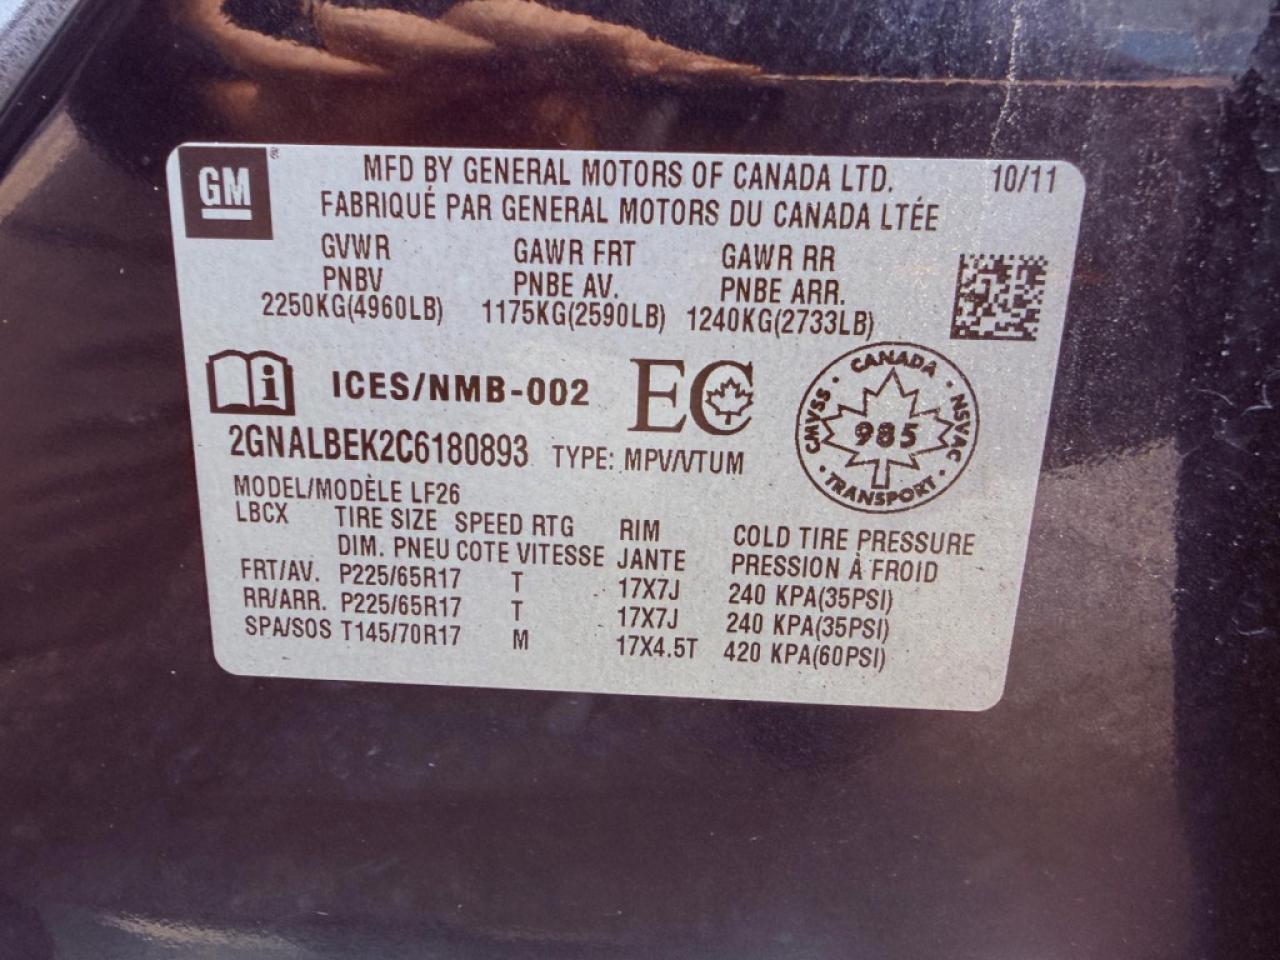 GM
MFD BY GENERAL MOTORS OF CANADA LTD. 10/11
FABRIQUÉ PAR GENERAL MOTORS DU CANADA LTÉE
GVWR GAWR FRT GAWR RR
PNBV PNBE AV. PNBE ARR.
2250KG(4960LB) 1175KG(2590LB) 1240KG(2733LB)
i ICES/NMB-002 EC
CANADA
CMVSS 985 NSVAC
TRANSPORT
2GNALBEK2C6180893 TYPE: MPV/VTUM
MODEL/MODÈLE LF26
LBCX TIRE SIZE SPEED RTG RIM COLD TIRE PRESSURE
DIM. PNEU COTE VITESSE JANTE PRESSION À FROID
FRT/AV. P225/65R17 T 17X7J 240 KPA(35PSI)
RR/ARR. P225/65R17 T 17X7J 240 KPA(35PSI)
SPA/SOS T145/70R17 M 17X4.5T 420 KPA(60PSI)